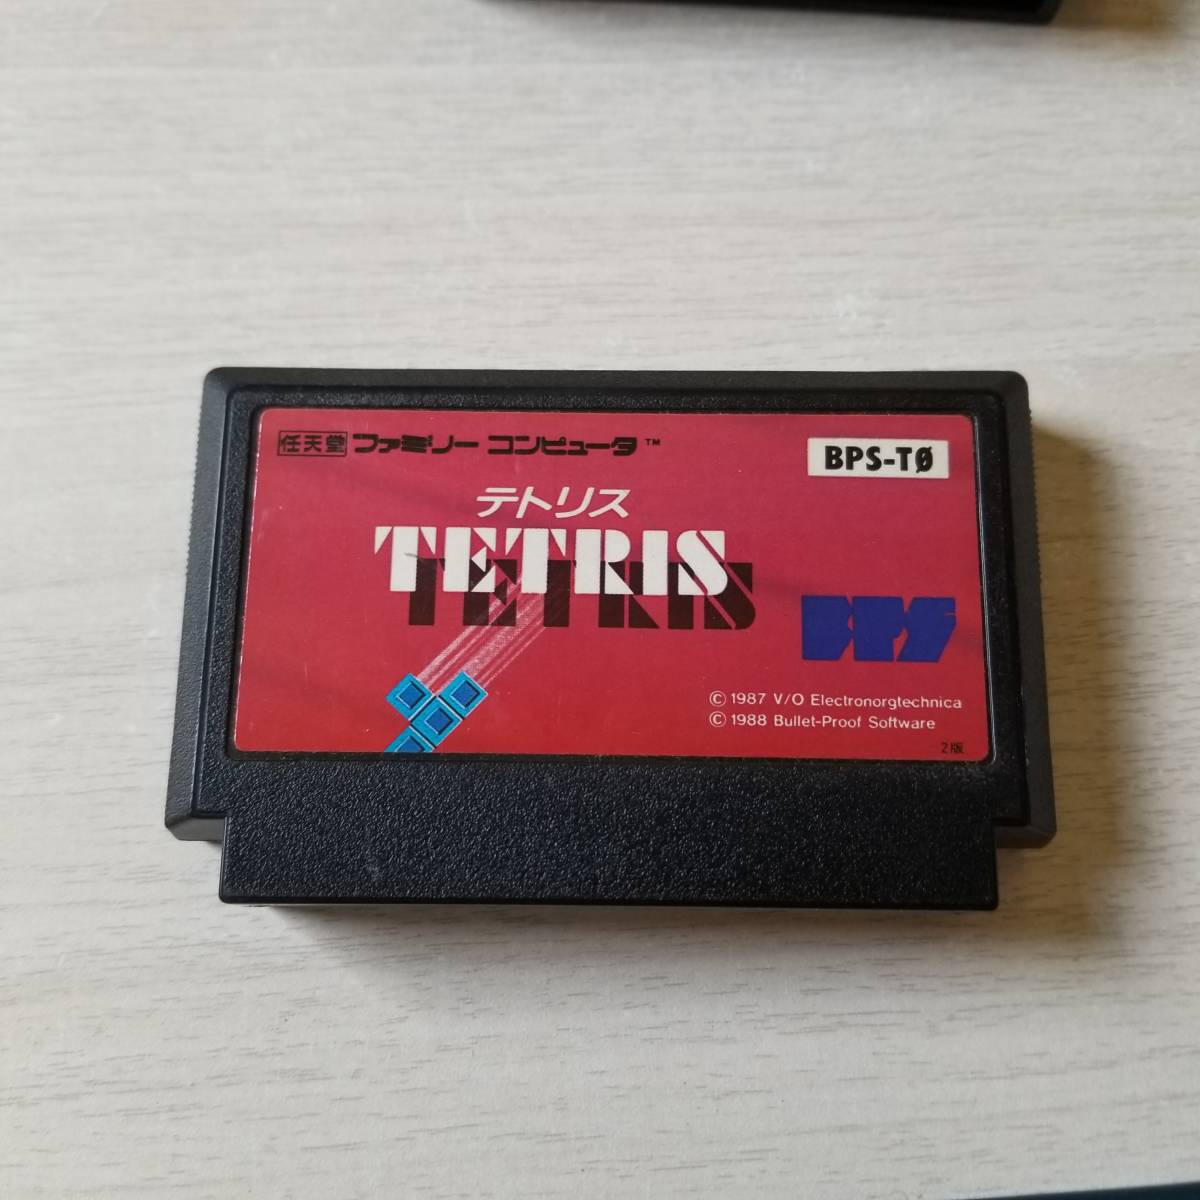 任天堂 ファミリー コンピュータ™
BPS-TØ
テトリス
TETRIS
BPS
© 1987 V/O Electronorgtechnica
© 1988 Bullet-Proof Software
2版